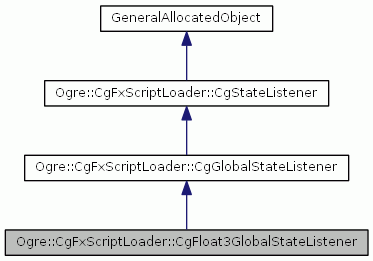 GeneralAllocatedObject
Ogre::CgFxScriptLoader::CgStateListener
Ogre::CgFxScriptLoader::CgGlobalStateListener
Ogre::CgFxScriptLoader::CgFloat3GlobalStateListener